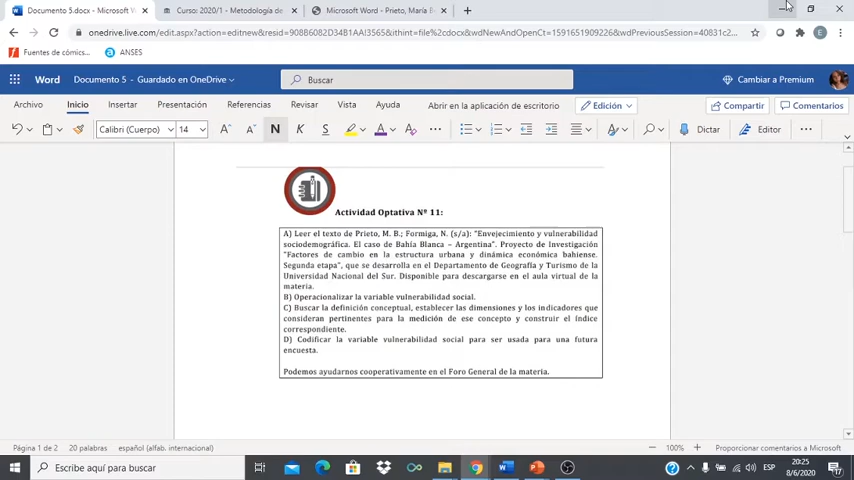 Documento 5.docx - Microsoft W
Curso: 2020/1 - Metodología de
Microsoft Word - Prieto, María B
onedrive.live.com/edit.aspx?action=editnew&resid=908B6082D34B1AAF!3565&ithint=file%2cdocx&wdNewAndOpenCt=1591651909226&wdPreviousSession=40831c2...
E
Fuentes de cómics...
ANSES
Word
Documento 5 - Guardado en OneDrive
Buscar
Cambiar a Premium
Archivo
Inicio
Insertar
Presentación
Referencias
Revisar
Vista
Ayuda
Abrir en la aplicación de escritorio
Edición
Compartir
Comentarios
Calibri (Cuerpo)
14
N
K
S
Dictar
Editor
Actividad Optativa Nº 11:
A) Leer el texto de Prieto, M. B.; Formiga, N. (s/a): "Envejecimiento y vulnerabilidad
sociodemográfica. El caso de Bahía Blanca – Argentina". Proyecto de Investigación
"Factores de cambio en la estructura urbana y dinámica económica bahiense.
Segunda etapa", que se desarrolla en el Departamento de Geografía y Turismo de la
Universidad Nacional del Sur. Disponible para descargarse en el aula virtual de la
materia.
B) Operacionalizar la variable vulnerabilidad social.
C) Buscar la definición conceptual, establecer las dimensiones y los indicadores que
consideran pertinentes para la medición de ese concepto y construir el índice
correspondiente.
D) Codificar la variable vulnerabilidad social para ser usada para una futura
encuesta.
Podemos ayudarnos cooperativamente en el Foro General de la materia.
Página 1 de 2
20 palabras
español (alfab. internacional)
100%
Proporcionar comentarios a Microsoft
Escribe aquí para buscar
ESP
20:25
8/6/2020
17